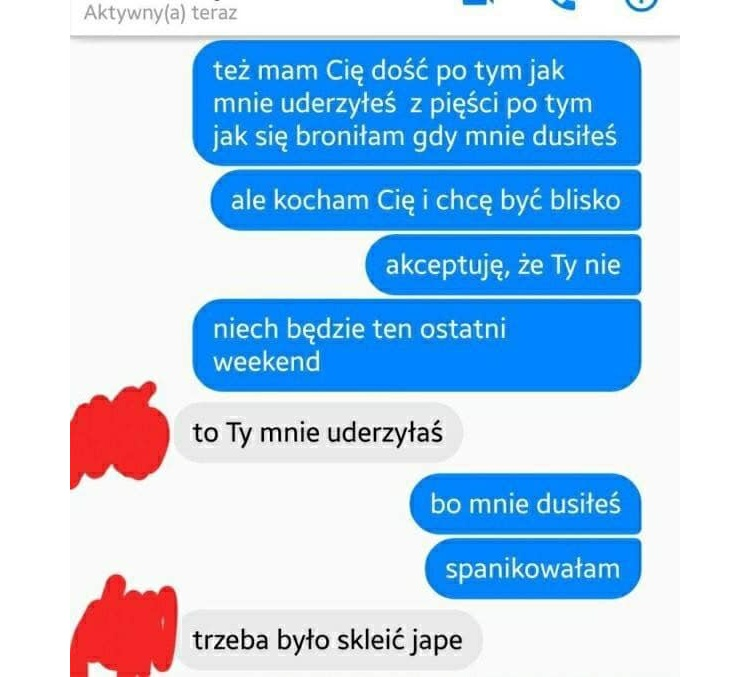 Aktywny(a) teraz
też mam Cię dość po tym jak
mnie uderzyłeś z pięści po tym
jak się broniłam gdy mnie dusiłeś
ale kocham Cię i chcę być blisko
akceptuję, że Ty nie
niech będzie ten ostatni
weekend
to Ty mnie uderzyłaś
bo mnie dusiłeś
spanikowałam
trzeba było skleić jape